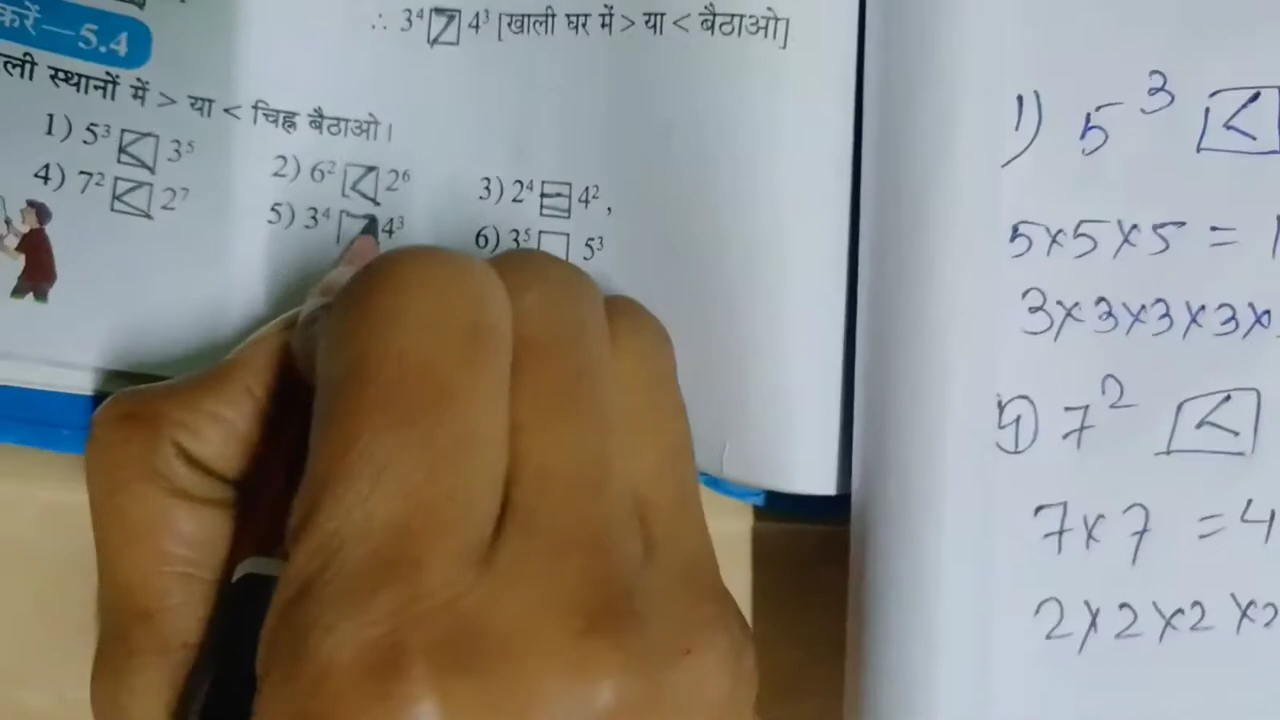 करें—5.4
∴ 3⁴ > 4³ [खाली घर में > या < बैठाओ]
ली स्थानों में > या < चिह्न बैठाओ।
1) 5³ < 3⁵ 2) 6² < 2⁶ 3) 2⁴ = 4²,
4) 7² < 2⁷ 5) 3⁴ > 4³ 6) 3⁵ □ 5³
1) 5³ <
5×5×5 = 1
3×3×3×3×
7² <
7×7 = 4
2×2×2×2